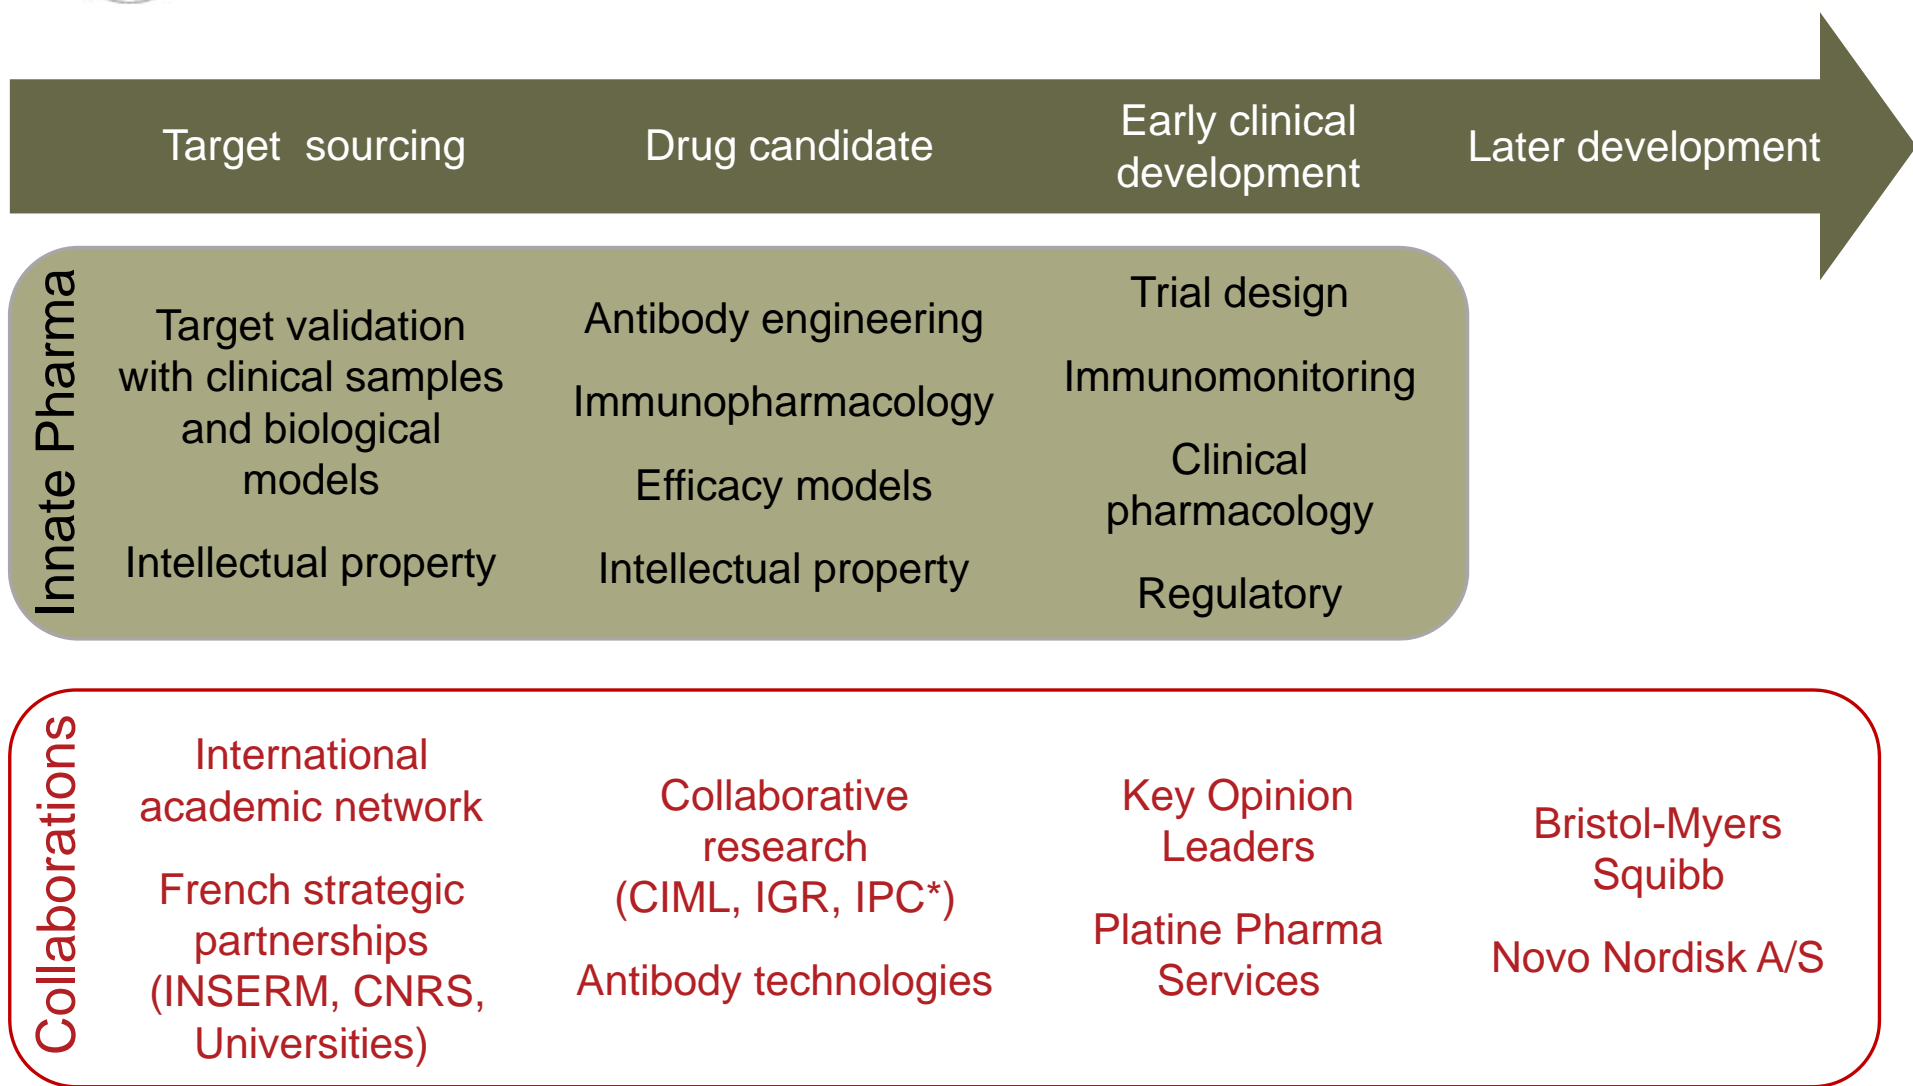 Target sourcing
Drug candidate
Early clinical
development
Later development
Innate Pharma
Target validation
with clinical samples
and biological
models
Intellectual property
Antibody engineering
Immunopharmacology
Efficacy models
Intellectual property
Trial design
Immunomonitoring
Clinical
pharmacology
Regulatory
Collaborations
International
academic network
French strategic
partnerships
(INSERM, CNRS,
Universities)
Collaborative
research
(CIML, IGR, IPC*)
Antibody technologies
Key Opinion
Leaders
Platine Pharma
Services
Bristol-Myers
Squibb
Novo Nordisk A/S